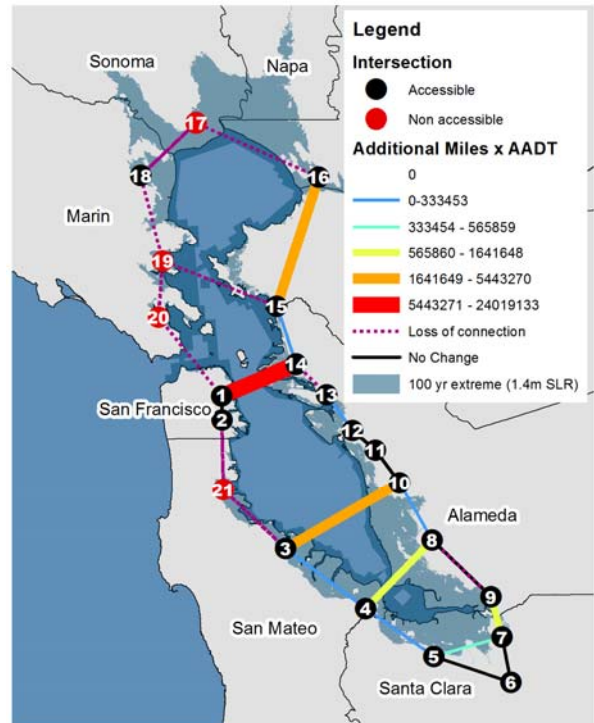 Legend
Intersection
Accessible
Non accessible
Additional Miles x AADT
0
0-333453
333454 - 565859
565860 - 1641648
1641649 - 5443270
5443271 - 24019133
Loss of connection
No Change
100 yr extreme (1.4m SLR)
Sonoma
Napa
17
18
16
Marin
19
20
15
14
13
San Francisco
1
2
12
11
10
21
Alameda
3
8
9
4
San Mateo
7
5
6
Santa Clara